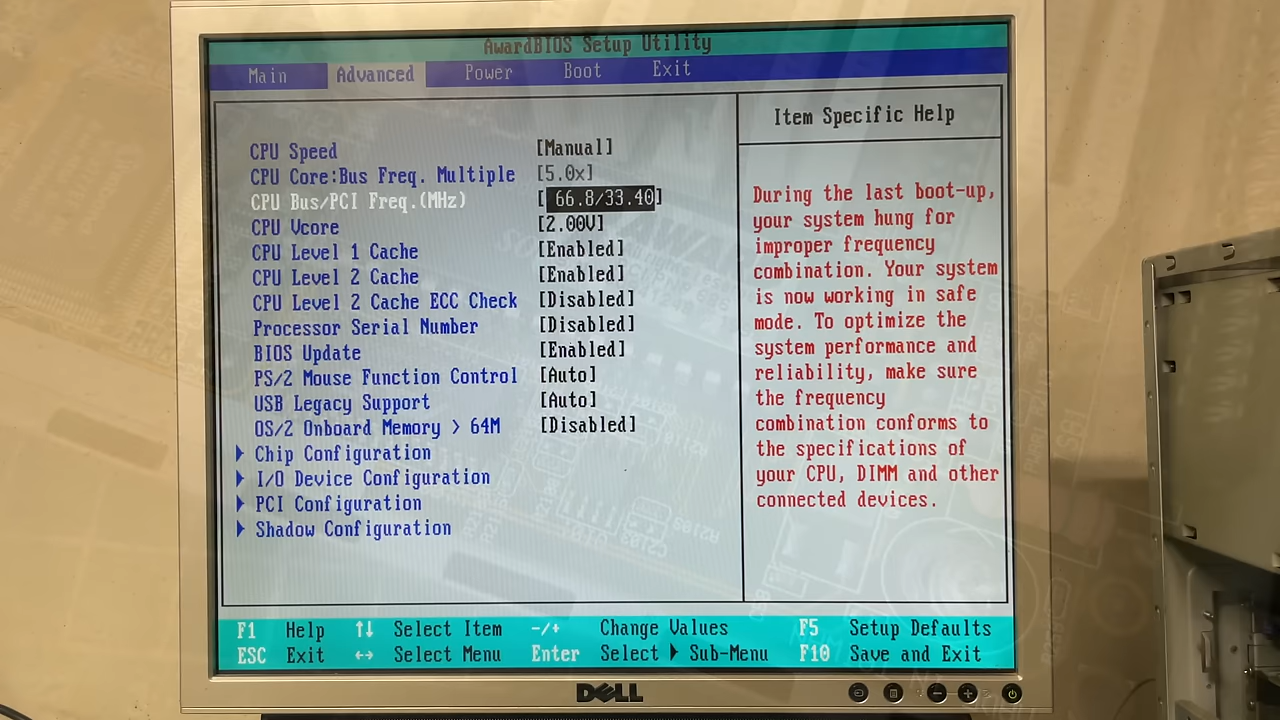 AwardBIOS Setup Utility
Main Advanced Power Boot Exit
Item Specific Help
CPU Speed [Manual]
CPU Core:Bus Freq. Multiple [5.0x]
CPU Bus/PCI Freq.(MHz) [ 66.8/33.40]
CPU Vcore [2.00V]
CPU Level 1 Cache [Enabled]
CPU Level 2 Cache [Enabled]
CPU Level 2 Cache ECC Check [Disabled]
Processor Serial Number [Disabled]
BIOS Update [Enabled]
PS/2 Mouse Function Control [Auto]
USB Legacy Support [Auto]
OS/2 Onboard Memory > 64M [Disabled]
Chip Configuration
I/O Device Configuration
PCI Configuration
Shadow Configuration
During the last boot-up,
your system hung for
improper frequency
combination. Your system
is now working in safe
mode. To optimize the
system performance and
reliability, make sure
the frequency
combination conforms to
the specifications of
your CPU, DIMM and other
connected devices.
F1 Help ↑↓ Select Item -/+ Change Values F5 Setup Defaults
ESC Exit ←→ Select Menu Enter Select ▶ Sub-Menu F10 Save and Exit
DELL